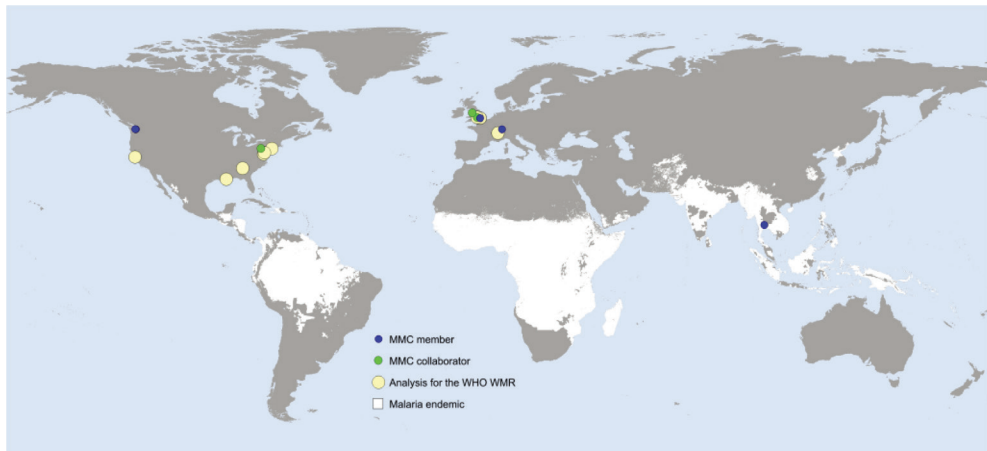 MMC member
MMC collaborator
Analysis for the WHO WMR
Malaria endemic